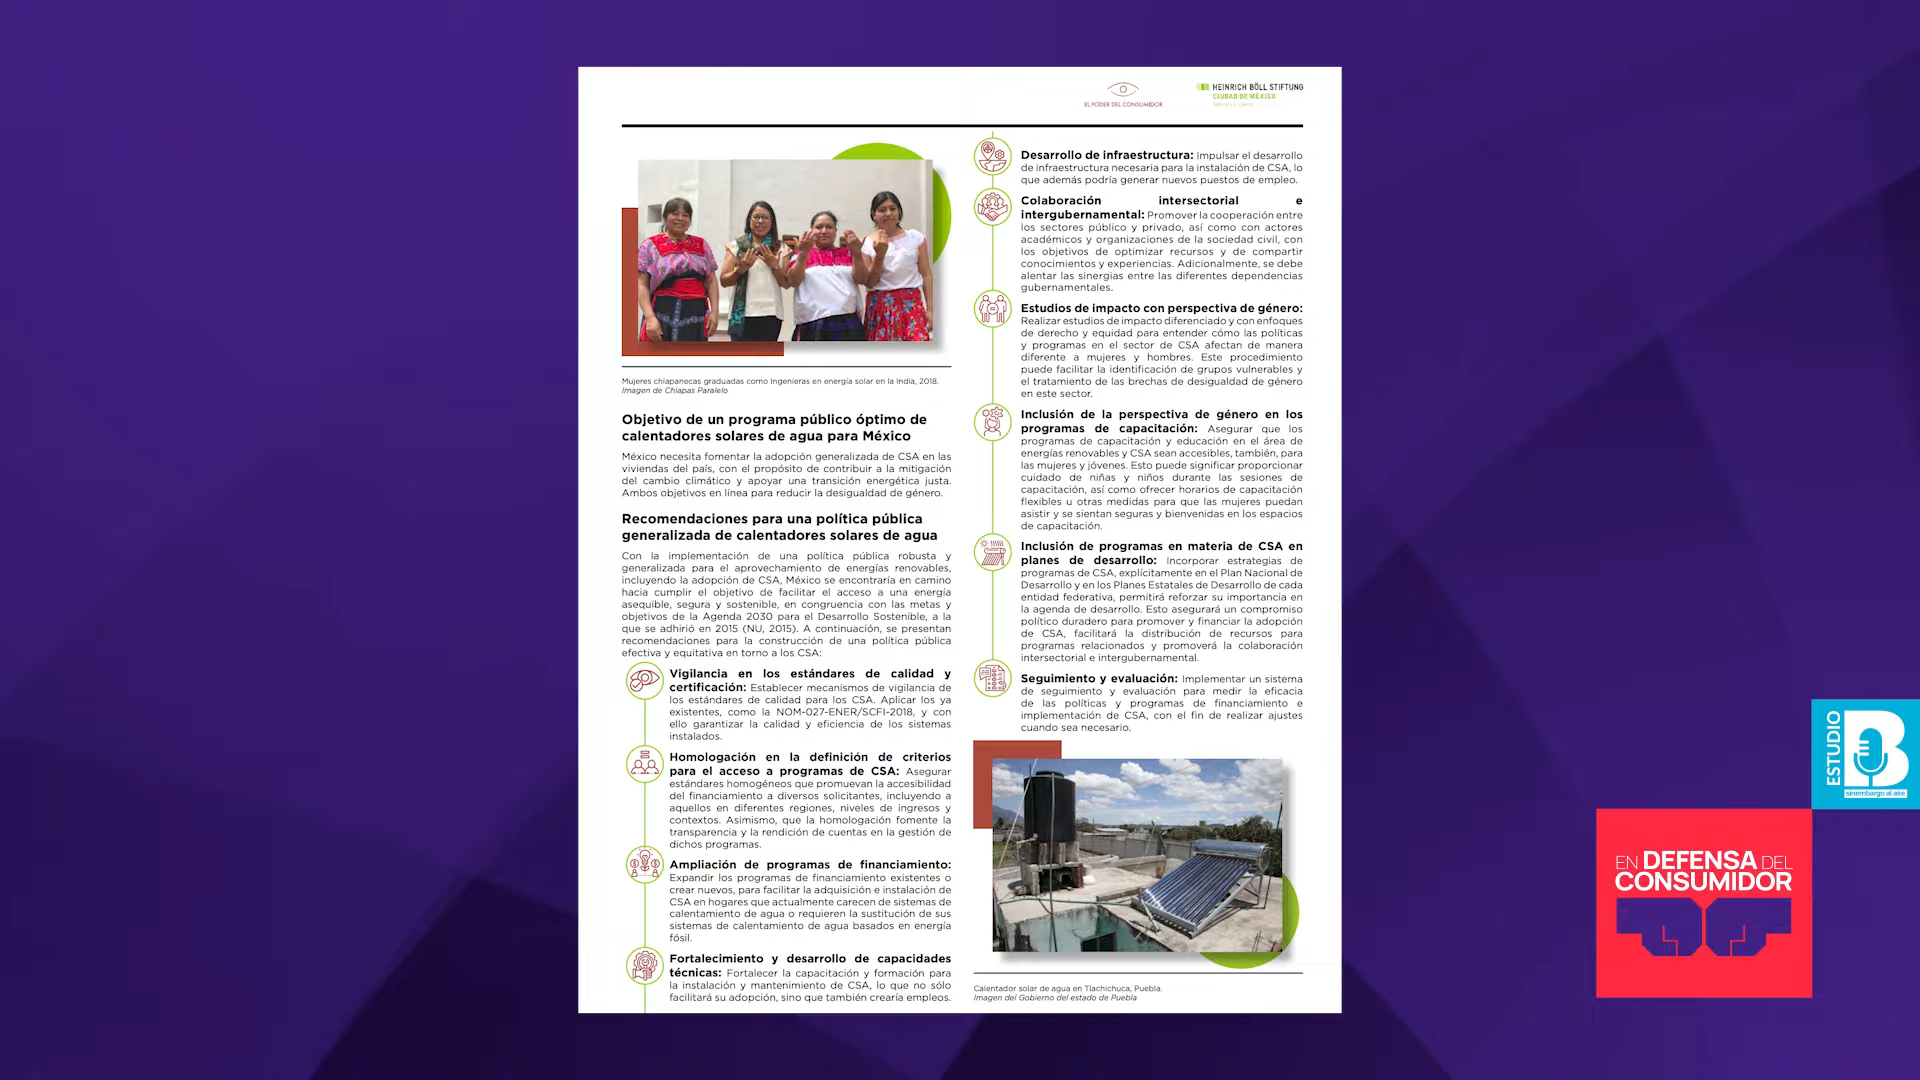 EL PODER DEL CONSUMIDOR
HEINRICH BÖLL STIFTUNG
CIUDAD DE MÉXICO
Mujeres chiapanecas graduadas como Ingenieras en energía solar en la India, 2018.
Imagen de Chiapas Paralelo
Objetivo de un programa público óptimo de
calentadores solares de agua para México
México necesita fomentar la adopción generalizada de CSA en las
viviendas del país, con el propósito de contribuir a la mitigación
del cambio climático y apoyar una transición energética justa.
Ambos objetivos en línea para reducir la desigualdad de género.
Recomendaciones para una política pública
generalizada de calentadores solares de agua
Con la implementación de una política pública robusta y
generalizada para el aprovechamiento de energías renovables,
incluyendo la adopción de CSA, México se encontraría en camino
hacia cumplir el objetivo de facilitar el acceso a una energía
asequible, segura y sostenible, en congruencia con las metas y
objetivos de la Agenda 2030 para el Desarrollo Sostenible, a la
que se adhirió en 2015 (NU, 2015). A continuación, se presentan
recomendaciones para la construcción de una política pública
efectiva y equitativa en torno a los CSA:
Vigilancia en los estándares de calidad y
certificación: Establecer mecanismos de vigilancia de
los estándares de calidad para los CSA. Aplicar los ya
existentes, como la NOM-027-ENER/SCFI-2018, y con
ello garantizar la calidad y eficiencia de los sistemas
instalados.
Homologación en la definición de criterios
para el acceso a programas de CSA: Asegurar
estándares homogéneos que promuevan la accesibilidad
del financiamiento a diversos solicitantes, incluyendo a
aquellos en diferentes regiones, niveles de ingresos y
contextos. Asimismo, que la homologación fomente la
transparencia y la rendición de cuentas en la gestión de
dichos programas.
Ampliación de programas de financiamiento:
Expandir los programas de financiamiento existentes o
crear nuevos, para facilitar la adquisición e instalación de
CSA en hogares que actualmente carecen de sistemas de
calentamiento de agua o requieren la sustitución de sus
sistemas de calentamiento de agua basados en energía
fósil.
Fortalecimiento y desarrollo de capacidades
técnicas: Fortalecer la capacitación y formación para
la instalación y mantenimiento de CSA, lo que no sólo
facilitará su adopción, sino que también crearía empleos.
Desarrollo de infraestructura: Impulsar el desarrollo
de infraestructura necesaria para la instalación de CSA, lo
que además podría generar nuevos puestos de empleo.
Colaboración intersectorial e
intergubernamental: Promover la cooperación entre
los sectores público y privado, así como con actores
académicos y organizaciones de la sociedad civil, con
los objetivos de optimizar recursos y de compartir
conocimientos y experiencias. Adicionalmente, se debe
alentar las sinergias entre las diferentes dependencias
gubernamentales.
Estudios de impacto con perspectiva de género:
Realizar estudios de impacto diferenciado y con enfoques
de derecho y equidad para entender cómo las políticas
y programas en el sector de CSA afectan de manera
diferente a mujeres y hombres. Este procedimiento
puede facilitar la identificación de grupos vulnerables y
el tratamiento de las brechas de desigualdad de género
en este sector.
Inclusión de la perspectiva de género en los
programas de capacitación: Asegurar que los
programas de capacitación y educación en el área de
energías renovables y CSA sean accesibles, también, para
las mujeres y jóvenes. Esto puede significar proporcionar
cuidado de niñas y niños durante las sesiones de
capacitación, así como ofrecer horarios de capacitación
flexibles u otras medidas para que las mujeres puedan
asistir y se sientan seguras y bienvenidas en los espacios
de capacitación.
Inclusión de programas en materia de CSA en
planes de desarrollo: Incorporar estrategias de
programas de CSA, explícitamente en el Plan Nacional de
Desarrollo y en los Planes Estatales de Desarrollo de cada
entidad federativa, permitirá reforzar su importancia en
la agenda de desarrollo. Esto asegurará un compromiso
político duradero para promover y financiar la adopción
de CSA, facilitará la distribución de recursos para
programas relacionados y promoverá la colaboración
intersectorial e intergubernamental.
Seguimiento y evaluación: Implementar un sistema
de seguimiento y evaluación para medir la eficacia
de las políticas y programas de financiamiento e
implementación de CSA, con el fin de realizar ajustes
cuando sea necesario.
Calentador solar de agua en Tlachichuca, Puebla.
Imagen del Gobierno del estado de Puebla
ESTUDIO B
sinembargo al aire
EN DEFENSA DEL
CONSUMIDOR